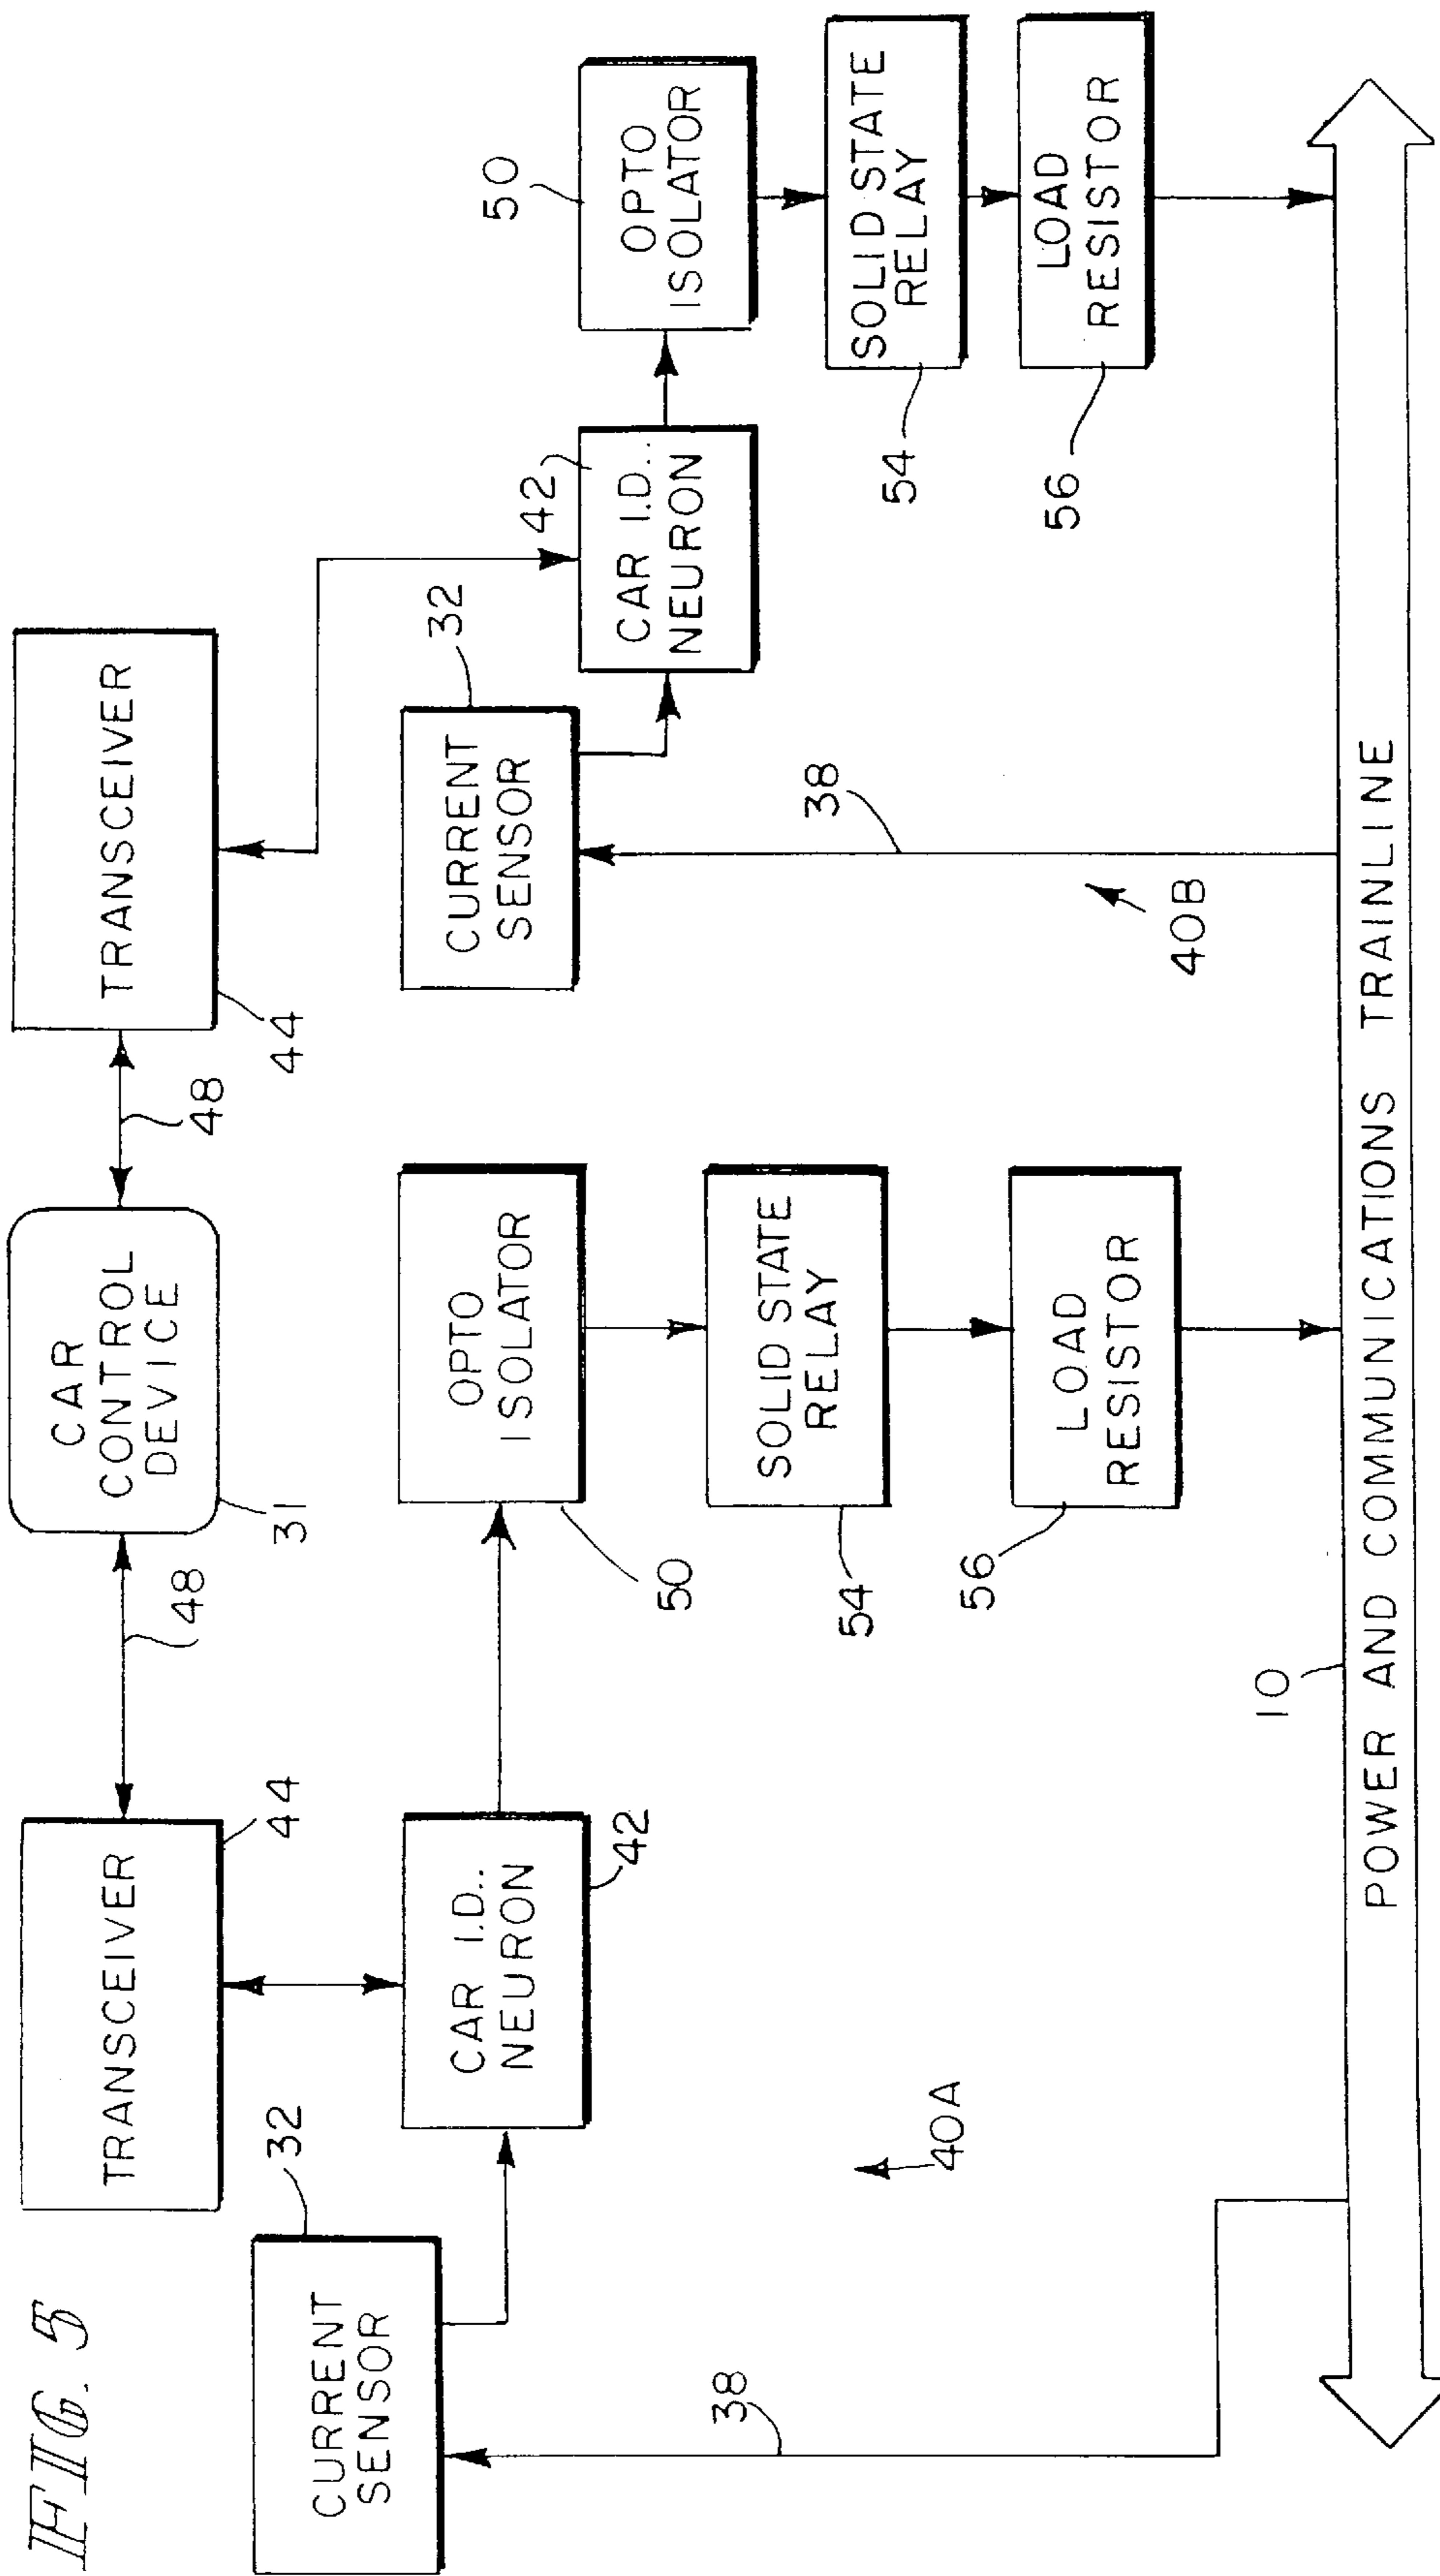 FIG. 5
TRANSCEIVER
44
48
CAR
CONTROL
DEVICE
31
48
TRANSCEIVER
44
CURRENT
SENSOR
32
CAR I.D..
NEURON
42
OPTO
ISOLATOR
50
SOLID STATE
RELAY
54
LOAD
RESISTOR
56
38
40A
CURRENT
SENSOR
32
CAR I.D..
NEURON
42
OPTO
ISOLATOR
50
SOLID STATE
RELAY
54
LOAD
RESISTOR
56
38
40B
10
POWER AND COMMUNICATIONS TRAINLINE